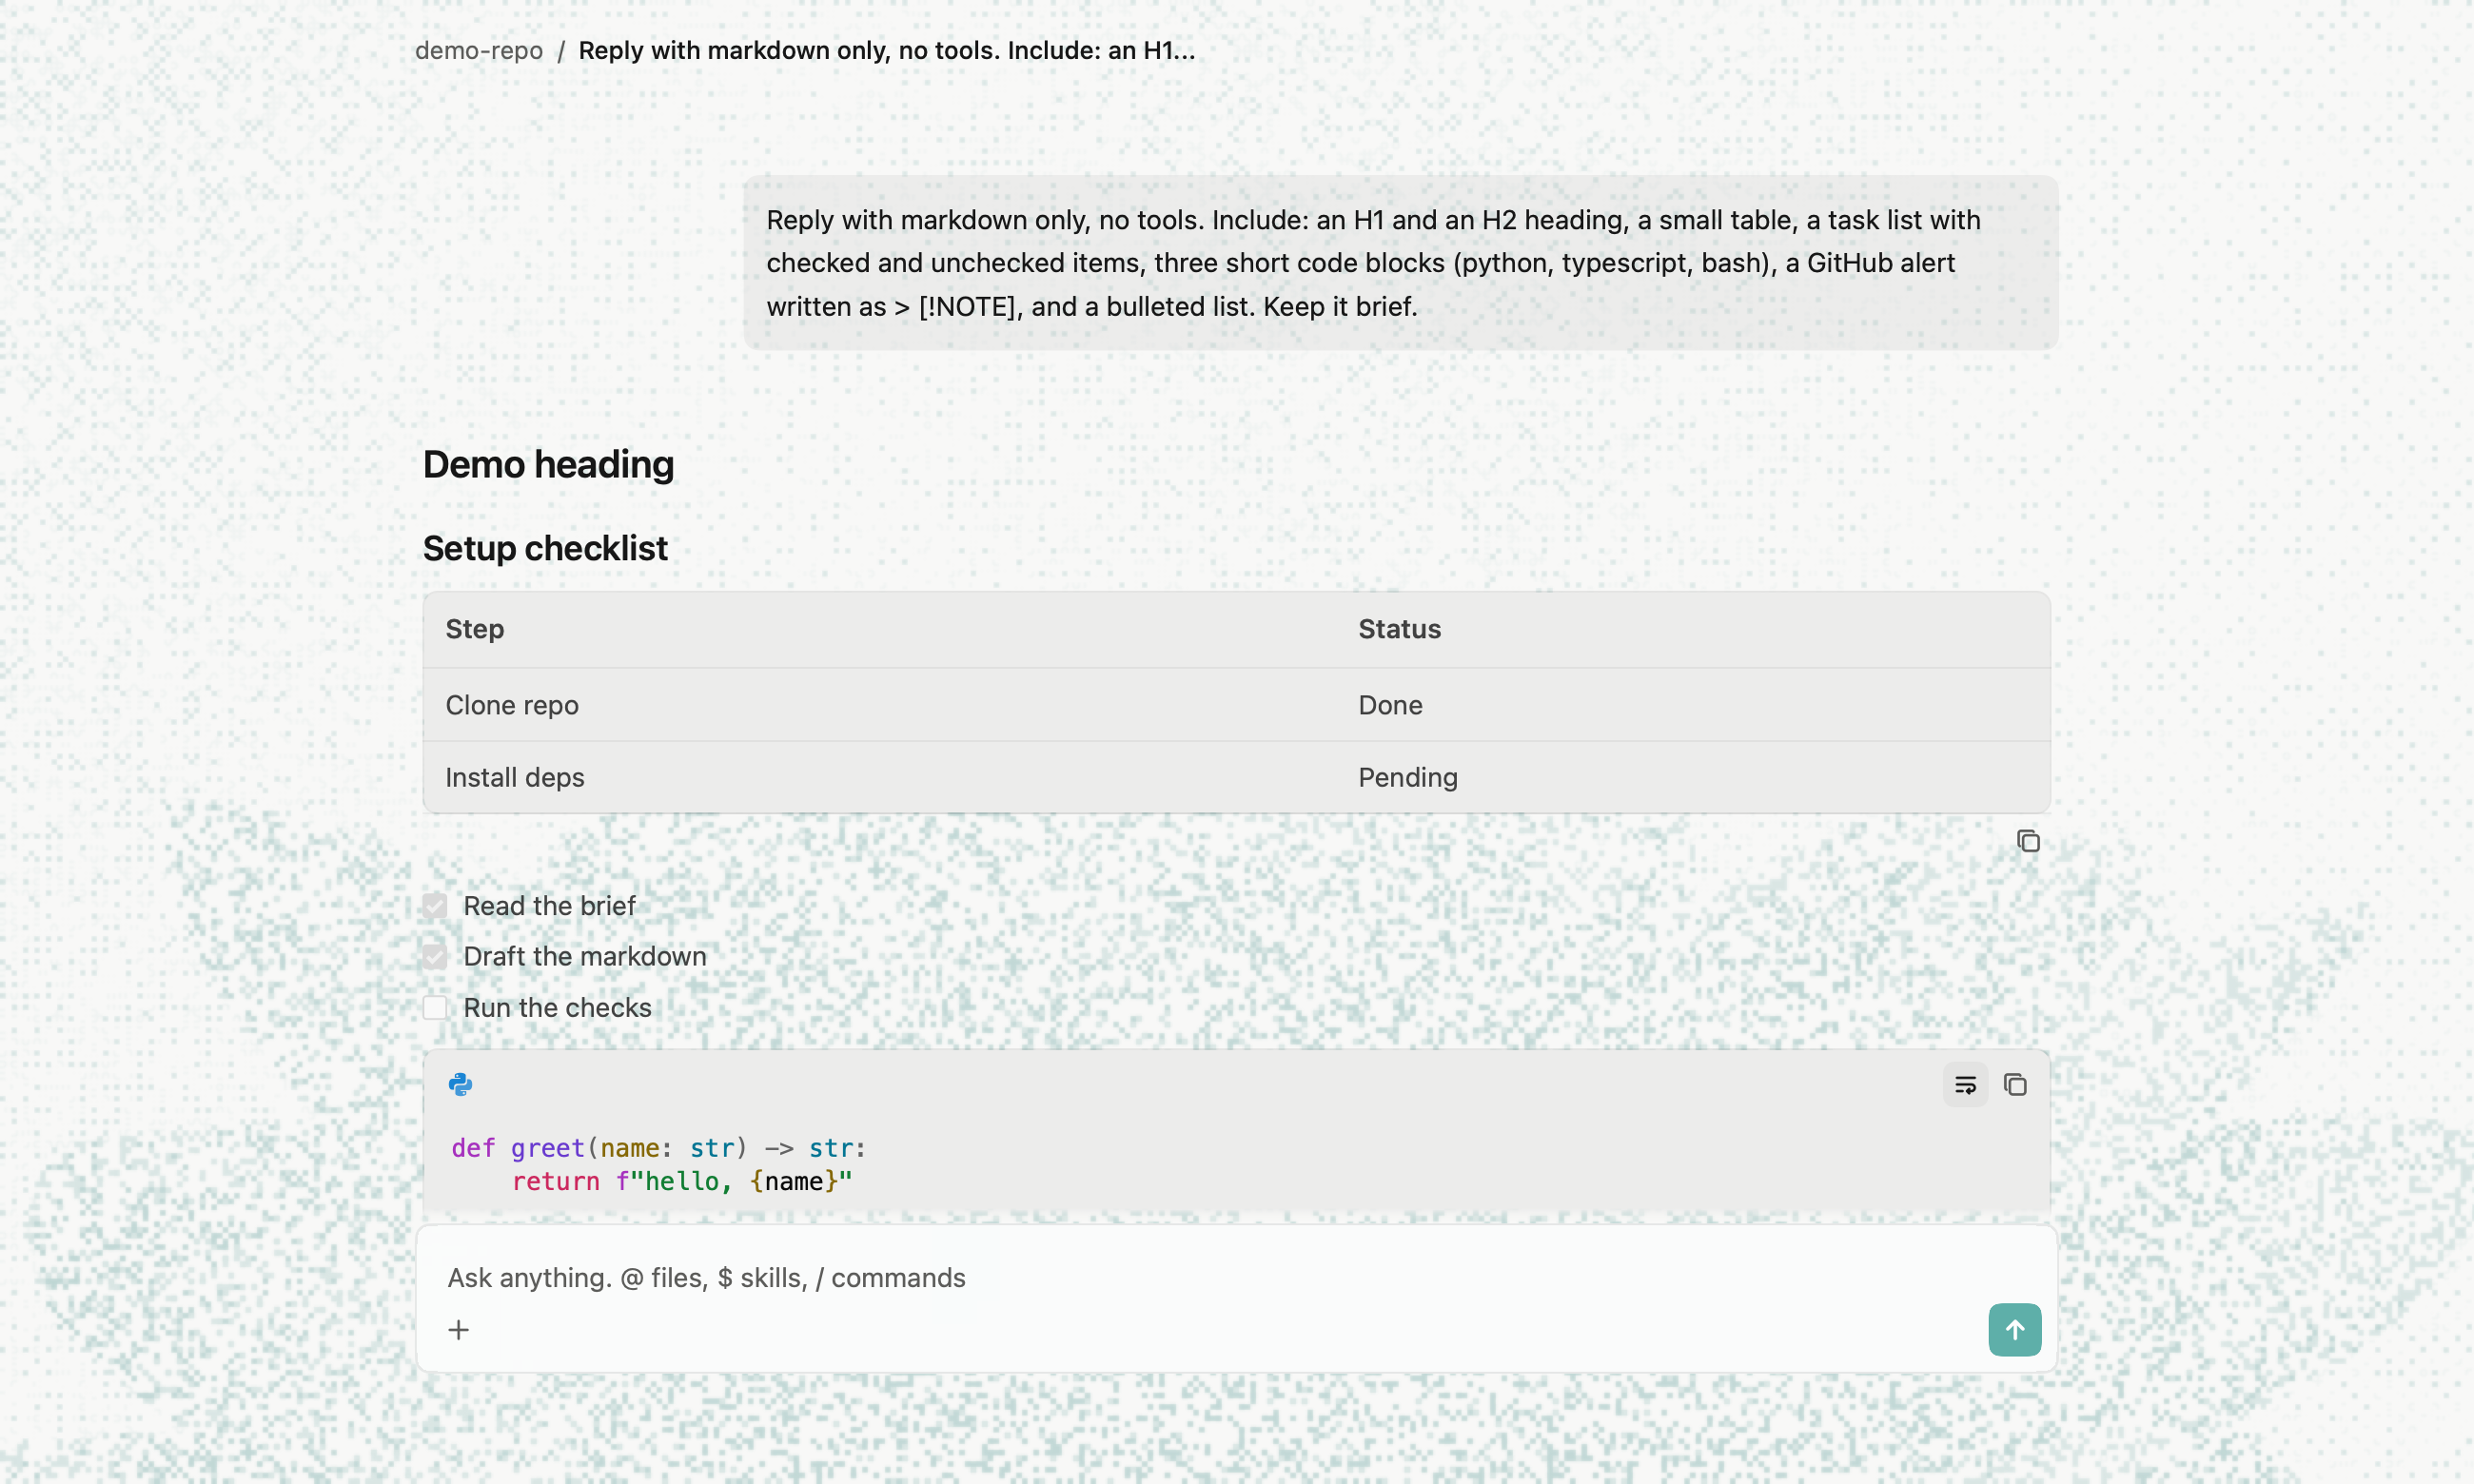 demo-repo / Reply with markdown only, no tools. Include: an H1...
Reply with markdown only, no tools. Include: an H1 and an H2 heading, a small table, a task list with
checked and unchecked items, three short code blocks (python, typescript, bash), a GitHub alert
written as > [!NOTE], and a bulleted list. Keep it brief.
Demo heading
Setup checklist
Step Status
Clone repo Done
Install deps Pending
Read the brief
Draft the markdown
Run the checks
def greet(name: str) -> str:
    return f"hello, {name}"
Ask anything. @ files, $ skills, / commands